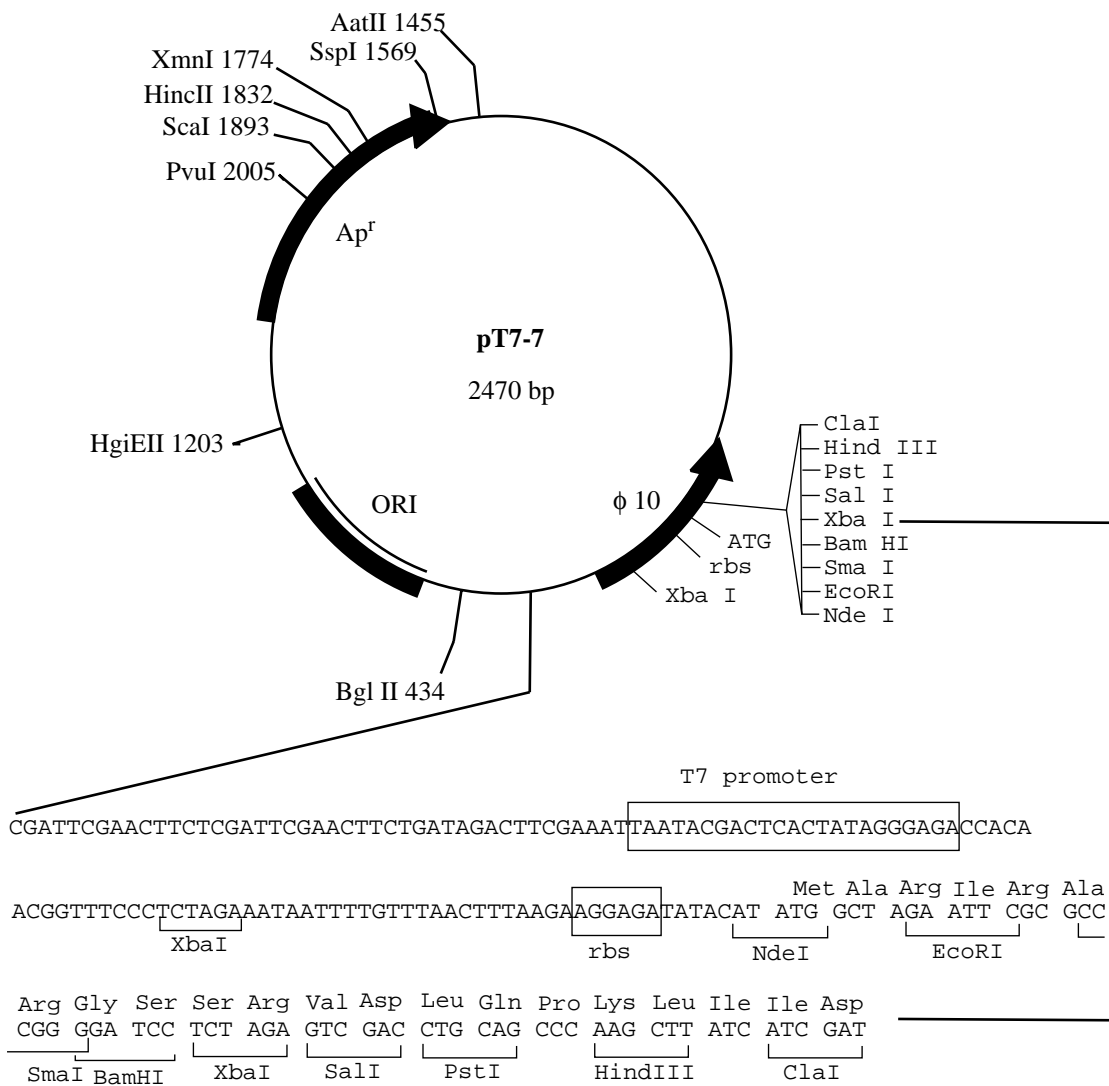 AatII 1455
SspI 1569
XmnI 1774
HincII 1832
ScaI 1893
PvuI 2005
Apʳ
pT7-7
2470 bp
HgiEII 1203
ORI
ϕ 10
ClaI
Hind III
Pst I
Sal I
Xba I
Bam HI
Sma I
EcoRI
Nde I
ATG
rbs
Xba I
Bgl II 434
T7 promoter
CGATTCGAACTTCTCGATTCGAACTTCTGATAGACTTCGAAATTAATACGACTCACTATAGGGAGACCACA
Met Ala Arg Ile Arg Ala
ACGGTTTCCCTCTAGAAATAATTTTGTTTAACTTTAAGAAGGAGATATACAT ATG GCT AGA ATT CGC GCC
XbaI rbs NdeI EcoRI
Arg Gly Ser Ser Arg Val Asp Leu Gln Pro Lys Leu Ile Ile Asp
CGG GGA TCC TCT AGA GTC GAC CTG CAG CCC AAG CTT ATC ATC GAT
SmaI BamHI XbaI SalI PstI HindIII ClaI